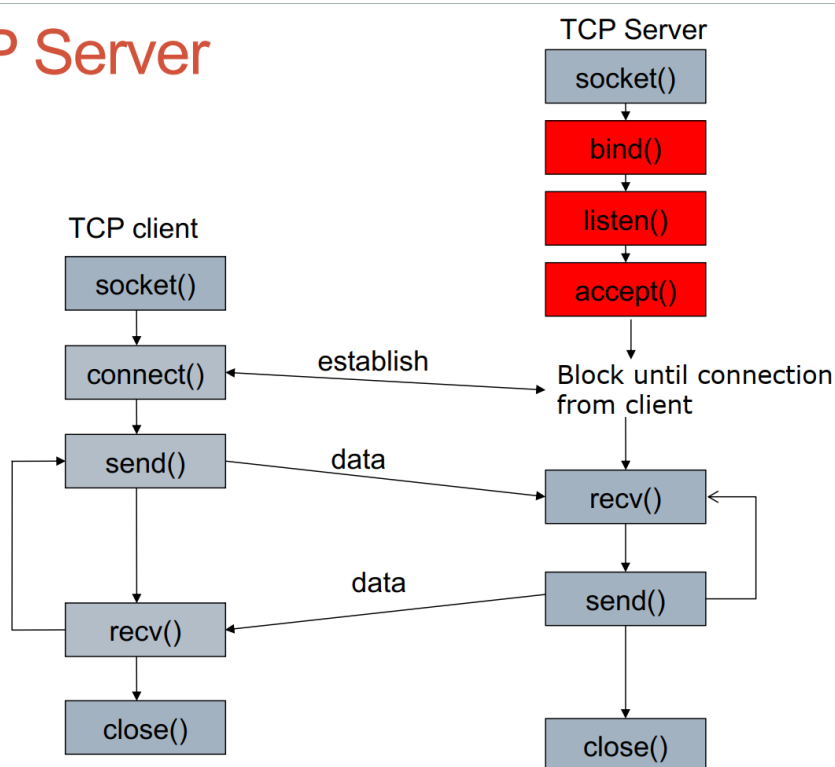 P Server
TCP Server
socket()
bind()
listen()
accept()
Block until connection
from client
recv()
send()
close()
TCP client
socket()
connect()
send()
recv()
close()
establish
data
data